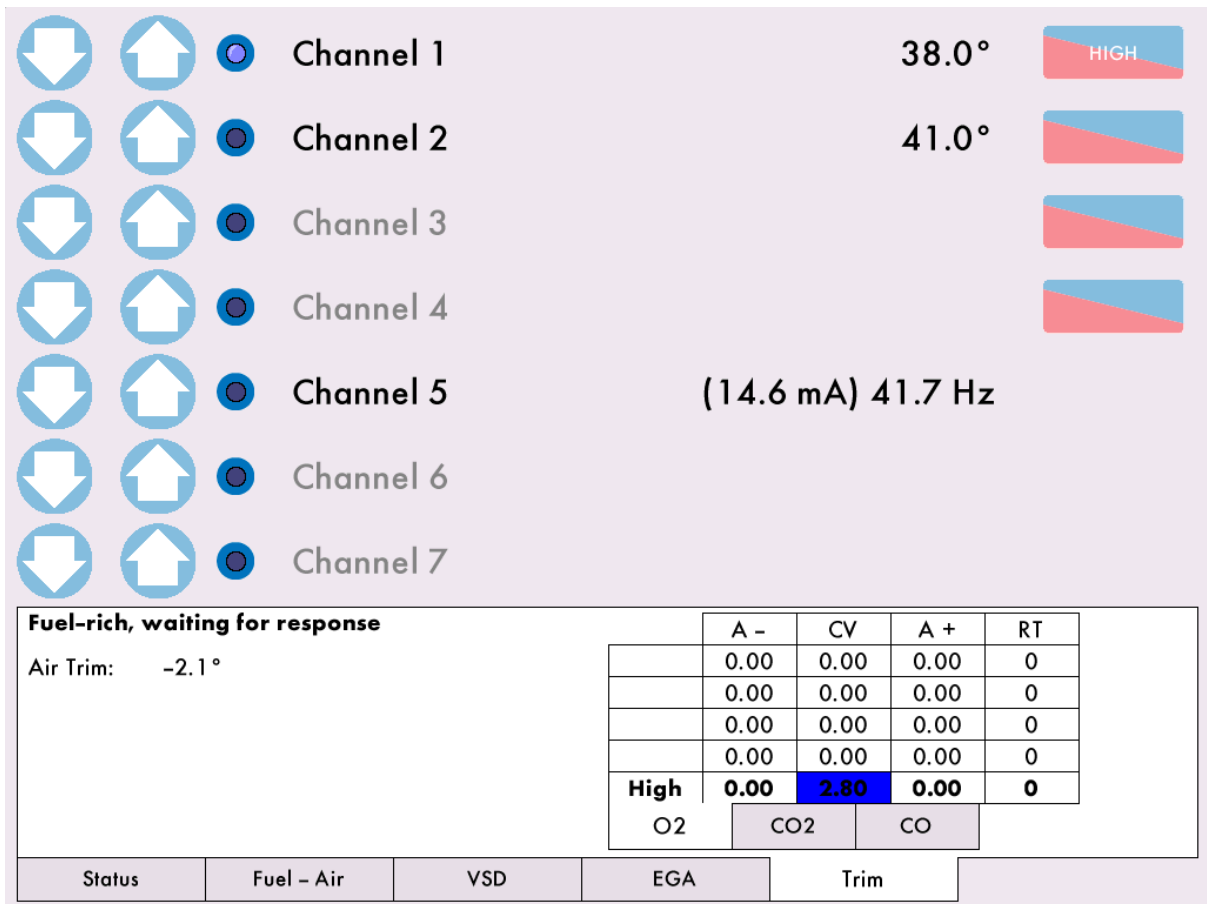 Channel 1 38.0° HIGH
Channel 2 41.0°
Channel 3
Channel 4
Channel 5 (14.6 mA) 41.7 Hz
Channel 6
Channel 7
Fuel-rich, waiting for response
Air Trim: -2.1°
A - CV A + RT
0.00 0.00 0.00 0
0.00 0.00 0.00 0
0.00 0.00 0.00 0
0.00 0.00 0.00 0
High 0.00 2.80 0.00 0
O2 CO2 CO
Status Fuel - Air VSD EGA Trim